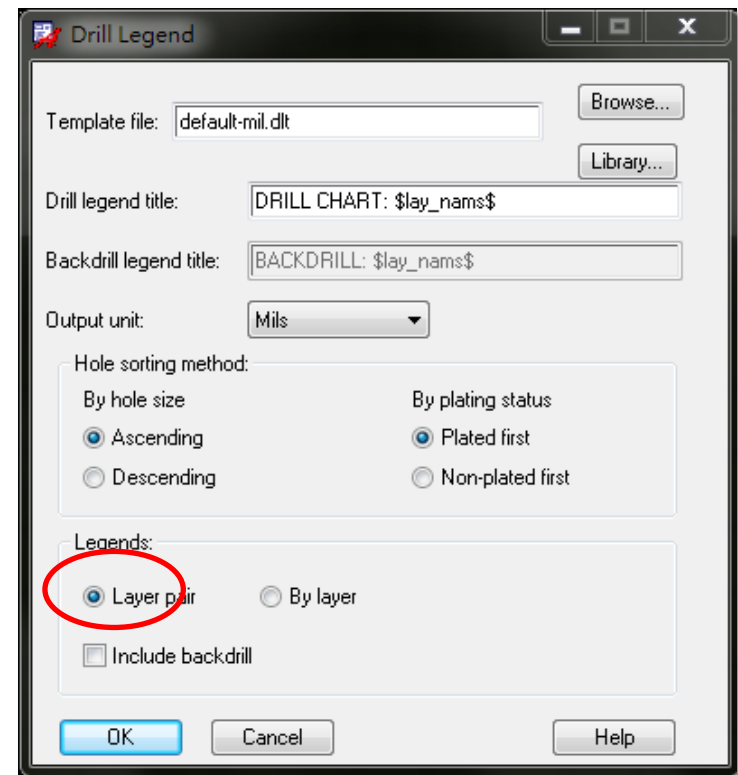 Drill Legend
Template file: default-mil.dlt Browse...
Library...
Drill legend title: DRILL CHART: $lay_nams$
Backdrill legend title: BACKDRILL: $lay_nams$
Output unit: Mils
Hole sorting method:
By hole size By plating status
Ascending Plated first
Descending Non-plated first
Legends:
Layer pair By layer
Include backdrill
OK Cancel Help